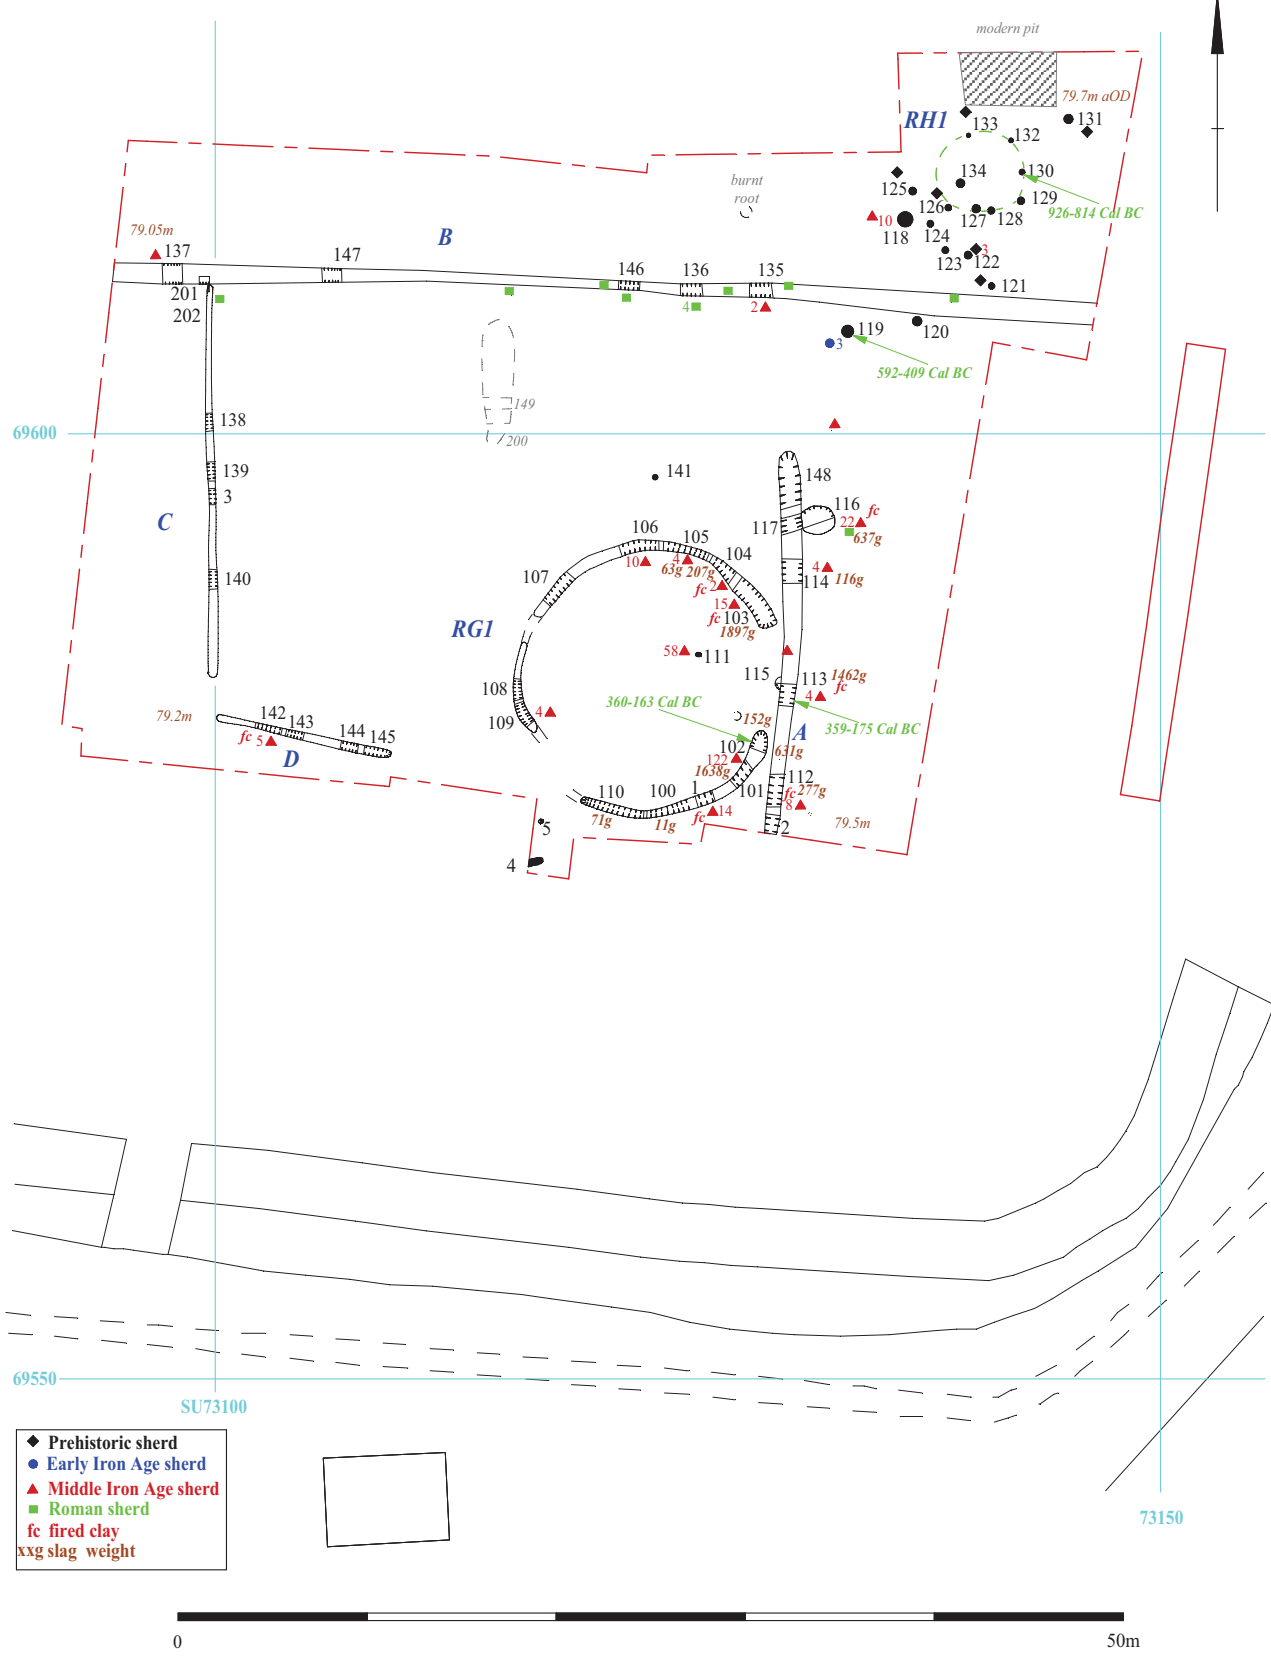 modern pit
79.7m aOD
RH1
133
132
131
burnt
root
134
130
125
126
129
127
128
926-814 Cal BC
10
118
124
79.05m
B
137
147
123
3
122
146
136
135
121
201
202
4
2
119
120
3
592-409 Cal BC
149
138
69600
200
139
141
148
3
116
fc
C
22
117
637g
106
105
104
10
4
63g
207g
4
116g
140
107
fc
2
114
15
fc
103
1897g
RG1
58
111
115
113
1462g
fc
108
4
360-163 Cal BC
79.2m
109
4
152g
359-175 Cal BC
A
142
143
144
145
fc
5
102
631g
D
122
1638g
112
110
100
1
101
fc
277g
8
71g
11g
fc
14
2
79.5m
5
4
69550
SU73100
Prehistoric sherd
Early Iron Age sherd
Middle Iron Age sherd
Roman sherd
fc fired clay
xxg slag weight
73150
0
50m